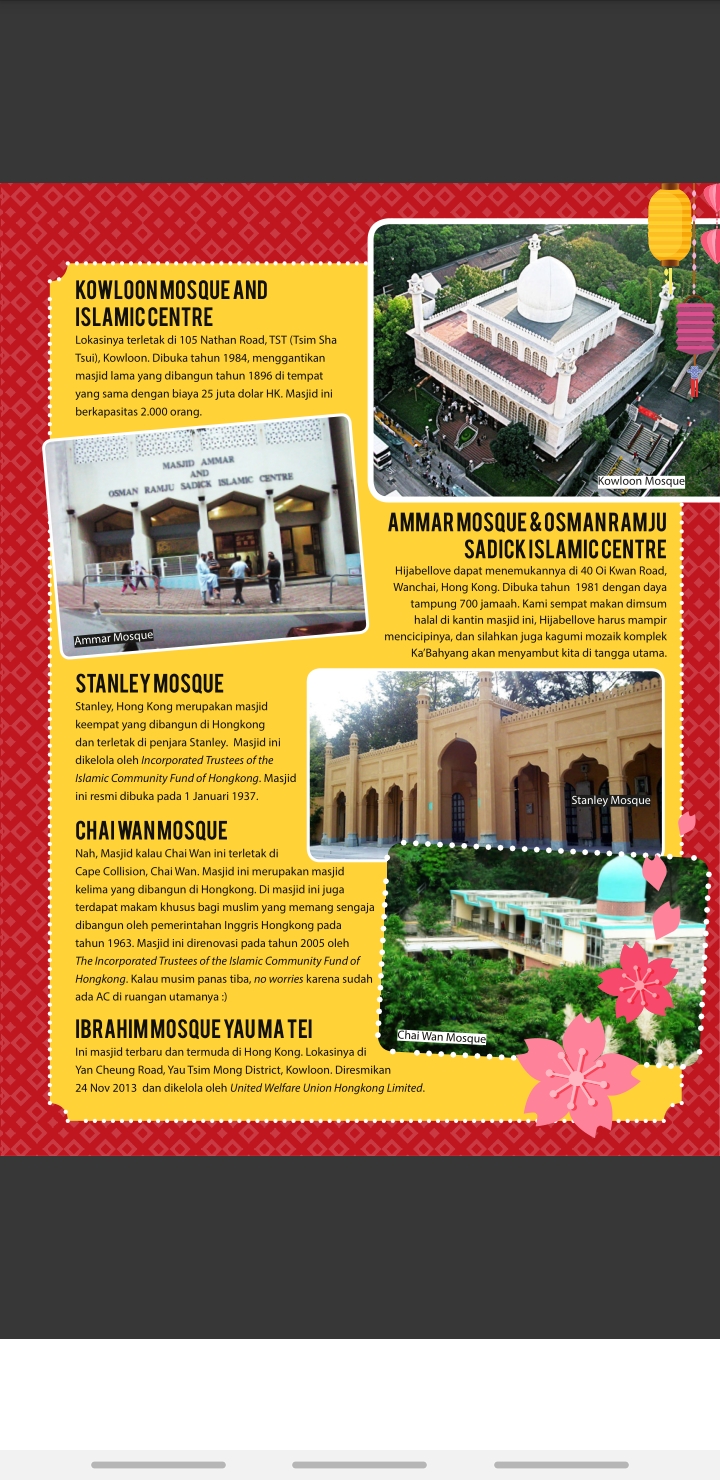 KOWLOON MOSQUE AND
ISLAMIC CENTRE
Lokasinya terletak di 105 Nathan Road, TST (Tsim Sha
Tsui), Kowloon. Dibuka tahun 1984, menggantikan
masjid lama yang dibangun tahun 1896 di tempat
yang sama dengan biaya 25 juta dolar HK. Masjid ini
berkapasitas 2.000 orang.
Kowloon Mosque
MASJID AMMAR
AND
OSMAN RAMJU SADICK ISLAMIC CENTRE
Ammar Mosque
AMMAR MOSQUE & OSMAN RAMJU
SADICK ISLAMIC CENTRE
Hijabellove dapat menemukannya di 40 Oi Kwan Road,
Wanchai, Hong Kong. Dibuka tahun 1981 dengan daya
tampung 700 jamaah. Kami sempat makan dimsum
halal di kantin masjid ini, Hijabellove harus mampir
mencicipinya, dan silahkan juga kagumi mozaik komplek
Ka'Bahyang akan menyambut kita di tangga utama.
STANLEY MOSQUE
Stanley, Hong Kong merupakan masjid
keempat yang dibangun di Hongkong
dan terletak di penjara Stanley. Masjid ini
dikelola oleh Incorporated Trustees of the
Islamic Community Fund of Hongkong. Masjid
ini resmi dibuka pada 1 Januari 1937.
Stanley Mosque
CHAI WAN MOSQUE
Nah, Masjid kalau Chai Wan ini terletak di
Cape Collision, Chai Wan. Masjid ini merupakan masjid
kelima yang dibangun di Hongkong. Di masjid ini juga
terdapat makam khusus bagi muslim yang memang sengaja
dibangun oleh pemerintahan Inggris Hongkong pada
tahun 1963. Masjid ini direnovasi pada tahun 2005 oleh
The Incorporated Trustees of the Islamic Community Fund of
Hongkong. Kalau musim panas tiba, no worries karena sudah
ada AC di ruangan utamanya :)
Chai Wan Mosque
IBRAHIM MOSQUE YAU MA TEI
Ini masjid terbaru dan termuda di Hong Kong. Lokasinya di
Yan Cheung Road, Yau Tsim Mong District, Kowloon. Diresmikan
24 Nov 2013 dan dikelola oleh United Welfare Union Hongkong Limited.